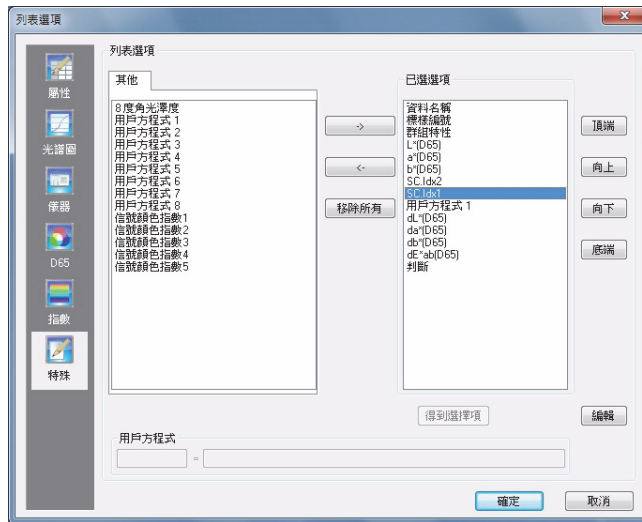 列表選項
列表選項
屬性
光譜圖
儀器
D65
指數
特殊
其他
8度角光澤度
用戶方程式 1
用戶方程式 2
用戶方程式 3
用戶方程式 4
用戶方程式 5
用戶方程式 6
用戶方程式 7
用戶方程式 8
信號顏色指數1
信號顏色指數2
信號顏色指數3
信號顏色指數4
信號顏色指數5
->
<-
移除所有
已選選項
資料名稱
標樣編號
群組特性
L*(D65)
a*(D65)
b*(D65)
SC.Idx2
SC.Idx1
用戶方程式 1
dL*(D65)
da*(D65)
db*(D65)
dE*ab(D65)
判斷
頂端
向上
向下
底端
得到選擇項
編輯
用戶方程式
=
確定
取消